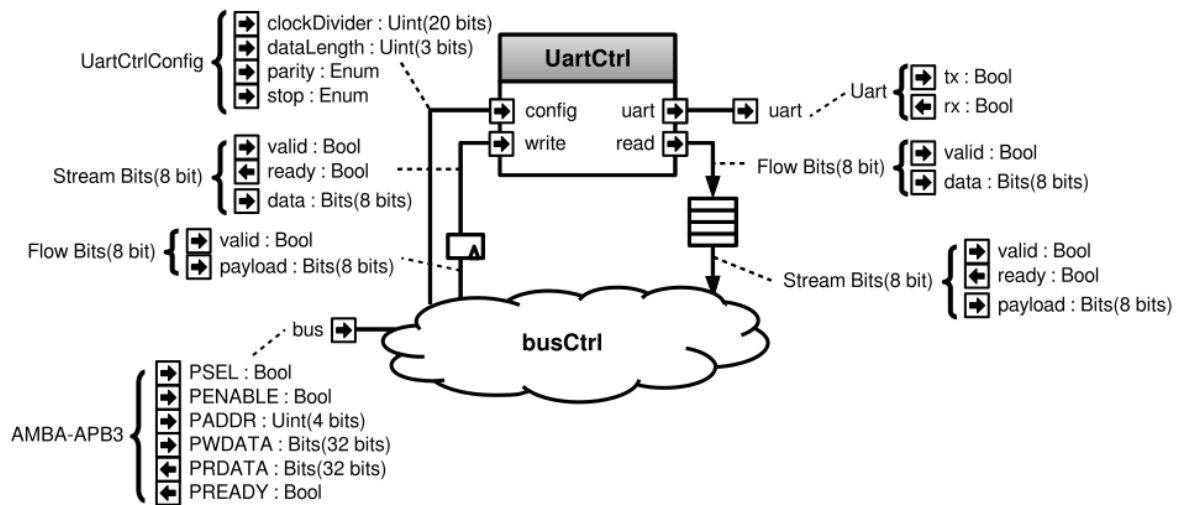 UartCtrlConfig
clockDivider : Uint(20 bits)
dataLength : Uint(3 bits)
parity : Enum
stop : Enum
UartCtrl
config
write
uart
read
uart
Uart
tx : Bool
rx : Bool
Stream Bits(8 bit)
valid : Bool
ready : Bool
data : Bits(8 bits)
Flow Bits(8 bit)
valid : Bool
data : Bits(8 bits)
Flow Bits(8 bit)
valid : Bool
payload : Bits(8 bits)
Stream Bits(8 bit)
valid : Bool
ready : Bool
payload : Bits(8 bits)
bus
busCtrl
AMBA-APB3
PSEL : Bool
PENABLE : Bool
PADDR : Uint(4 bits)
PWDATA : Bits(32 bits)
PRDATA : Bits(32 bits)
PREADY : Bool